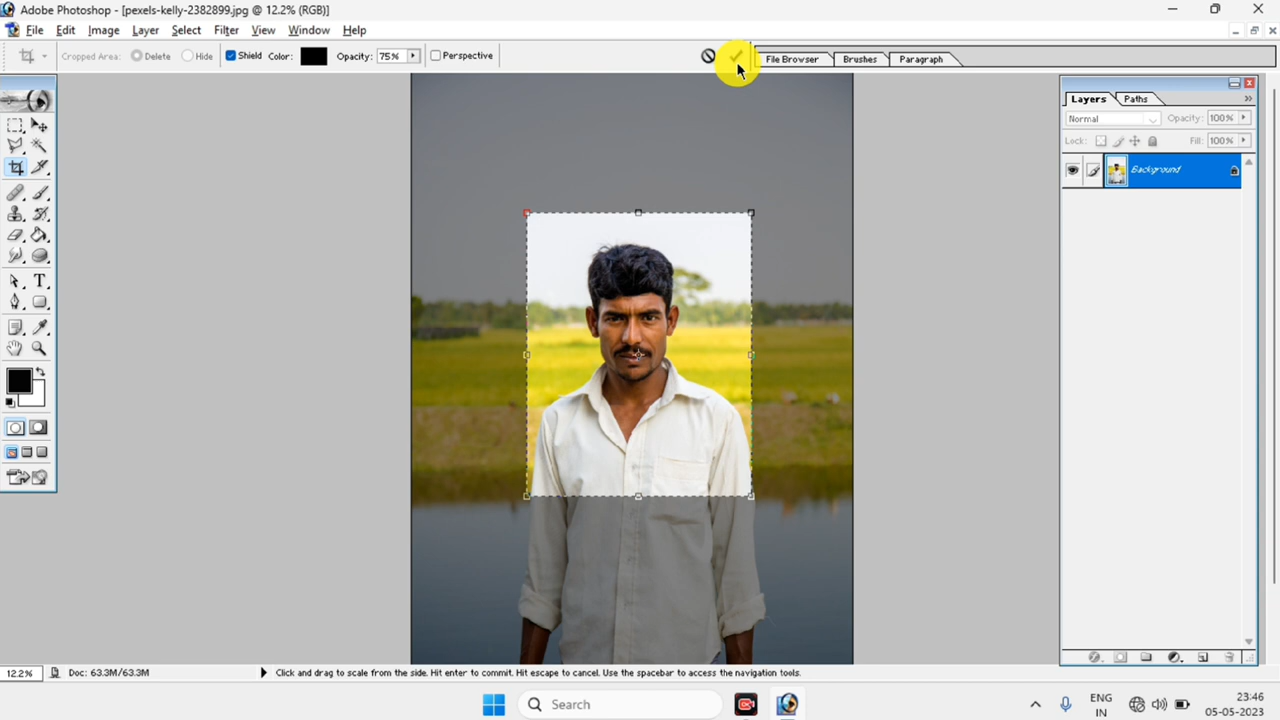 Adobe Photoshop - [pexels-kelly-2382899.jpg @ 12.2% (RGB)]
File Edit Image Layer Select Filter View Window Help
Cropped Area: Delete Hide Shield Color: Opacity: 75% Perspective File Browser Brushes Paragraph
Layers Paths
Normal Opacity: 100%
Lock: Fill: 100%
Background
T
12.2% Doc: 63.3M/63.3M Click and drag to scale from the side. Hit enter to commit. Hit escape to cancel. Use the spacebar to access the navigation tools.
Search
ENG
IN
23:46
05-05-2023